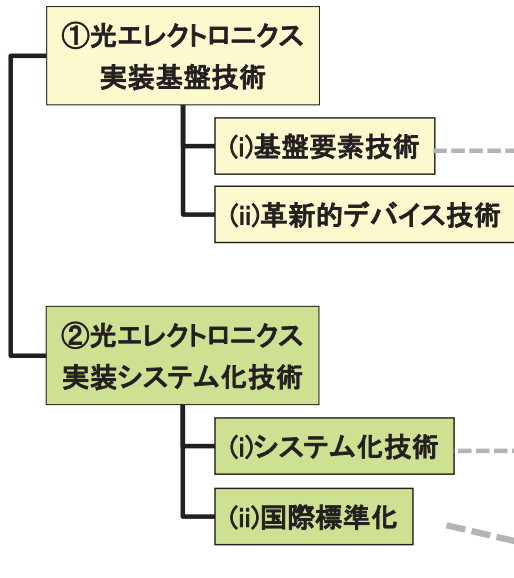 ①光エレクトロニクス
実装基盤技術
(i)基盤要素技術
(ii)革新的デバイス技術
②光エレクトロニクス
実装システム化技術
(i)システム化技術
(ii)国際標準化